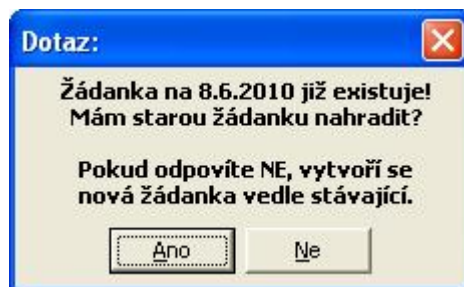 Dotaz:
Žádanka na 8.6.2010 již existuje!
Mám starou žádanku nahradit?
Pokud odpovíte NE, vytvoří se
nová žádanka vedle stávající.
Ano
Ne